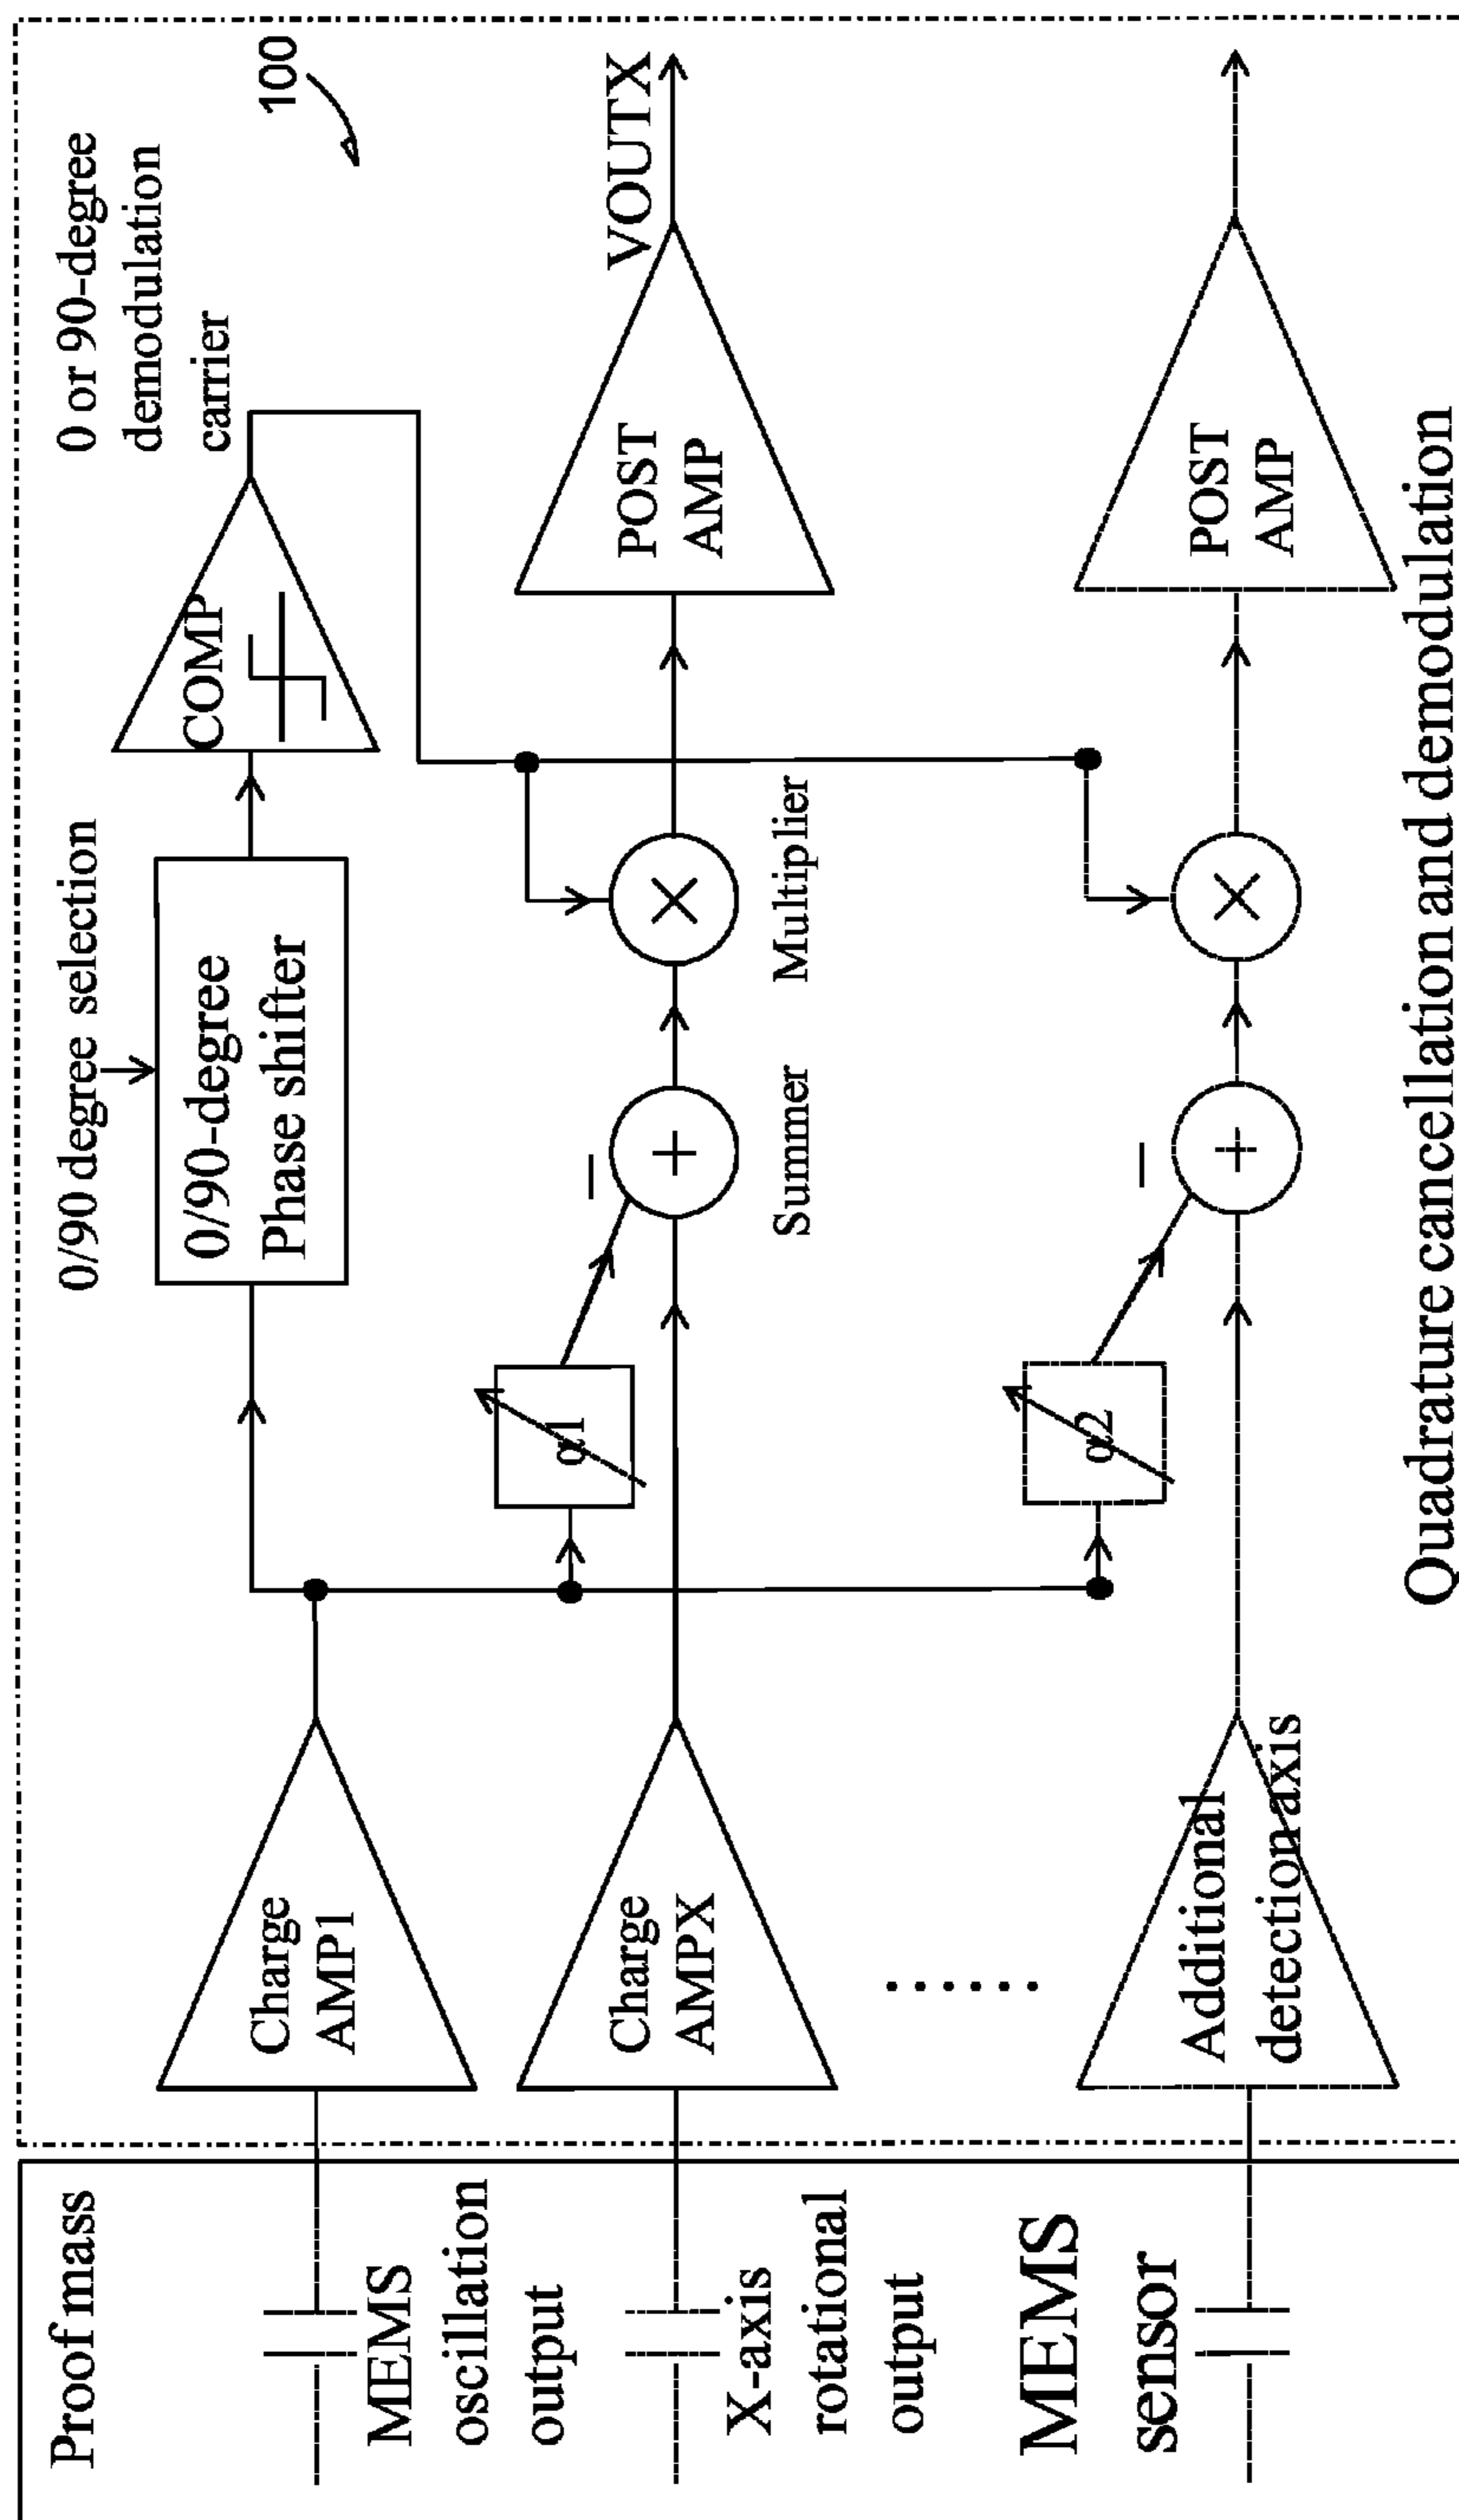 Proof mass
MEMS
oscillation
output
X-axis
rotational
output
MEMS
sensor
Charge
AMP1
Charge
AMPX
......
Additional
detection axis
0/90 degree selection
0/90-degree
Phase shifter
α1
α2
—
+
Summer
—
+
×
Multiplier
×
COMP
0 or 90-degree
demodulation
carrier
100
POST
AMP
VOUTX
POST
AMP
Quadrature cancellation and demodulation